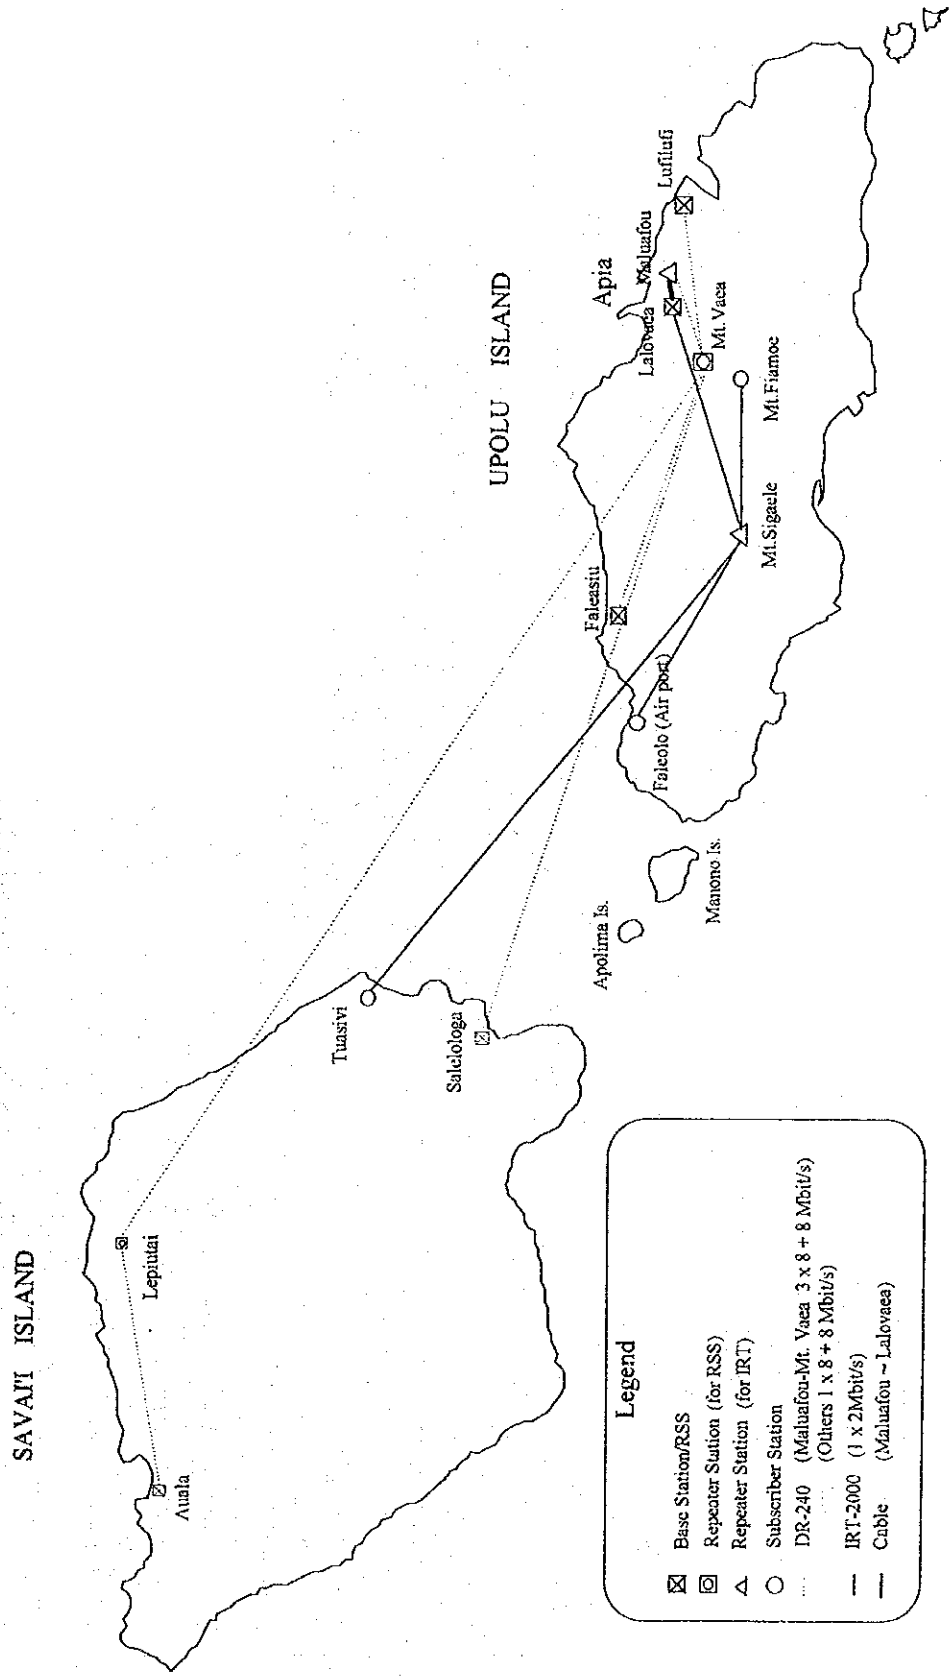 SAVAI'I ISLAND
UPOLU ISLAND
Auala
Lepiutai
Tuasivi
Salelologa
Apolima Is.
Manono Is.
Faleolo (Air port)
Faleasiu
Mt.Sigaele
Mt.Fiamoe
Mt.Vaea
Lalovaea
Apia
Maluafou
Lufilufi
Legend
Base Station/RSS
Repeater Station (for RSS)
Repeater Station (for IRT)
Subscriber Station
DR-240 (Maluafou-Mt. Vaea 3 x 8 + 8 Mbit/s)
(Others 1 x 8 + 8 Mbit/s)
IRT-2000 (1 x 2Mbit/s)
Cable (Maluafou ~ Lalovaea)